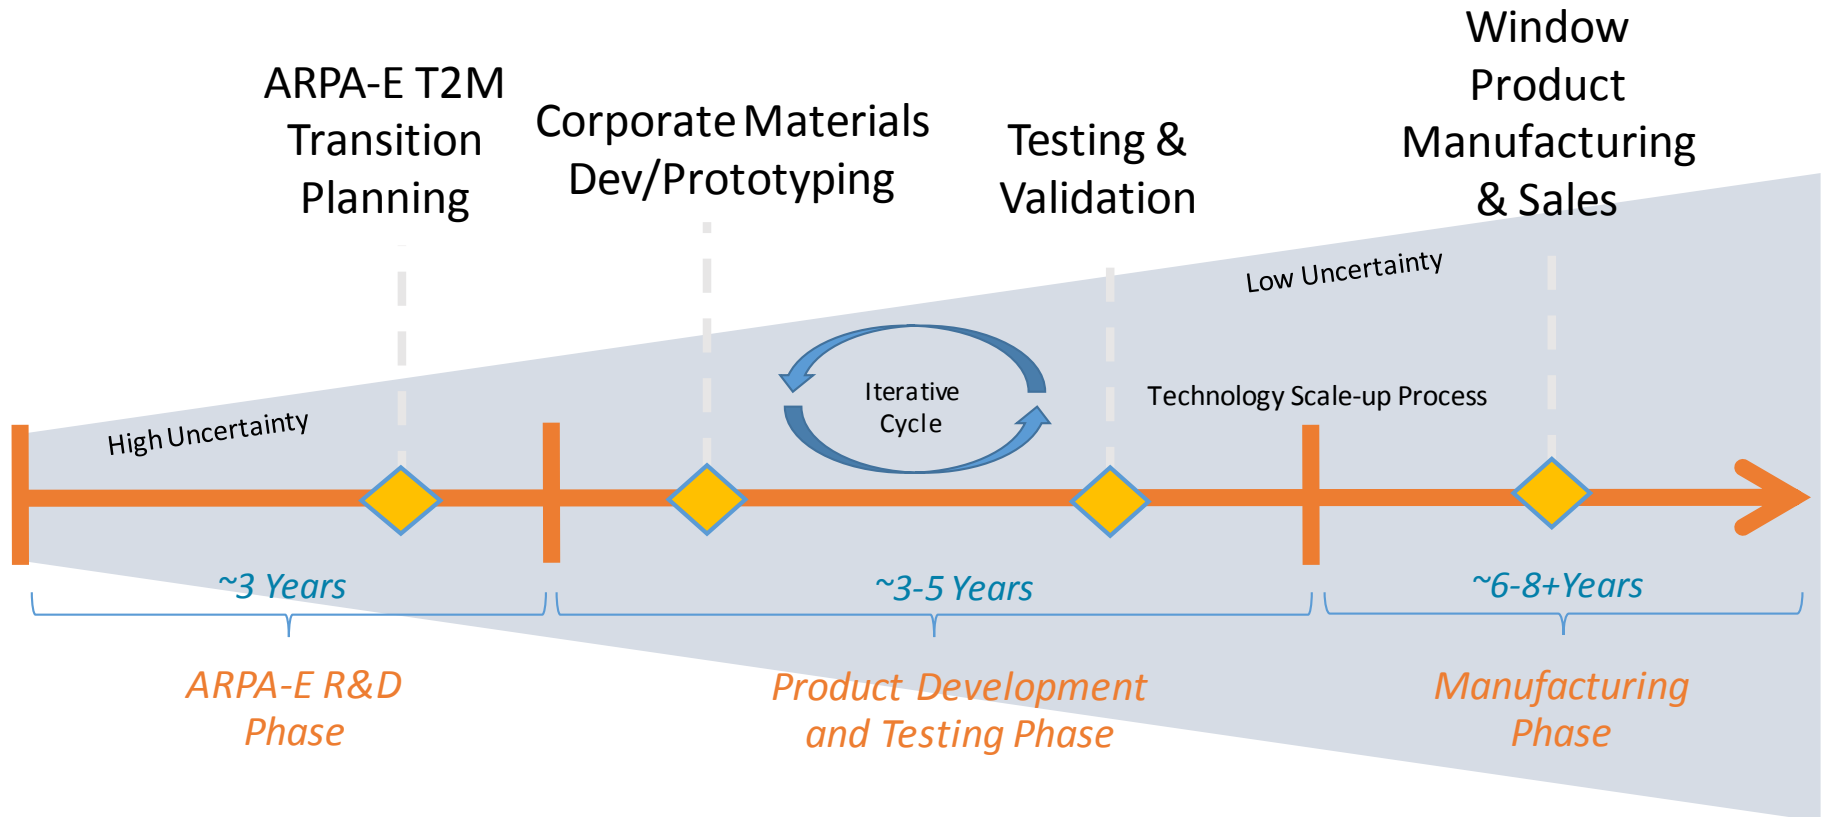 ARPA-E T2M
Transition
Planning
Corporate Materials
Dev/Prototyping
Testing &
Validation
Window
Product
Manufacturing
& Sales
High Uncertainty
Low Uncertainty
Iterative
Cycle
Technology Scale-up Process
~3 Years
~3-5 Years
~6-8+Years
ARPA-E R&D
Phase
Product Development
and Testing Phase
Manufacturing
Phase